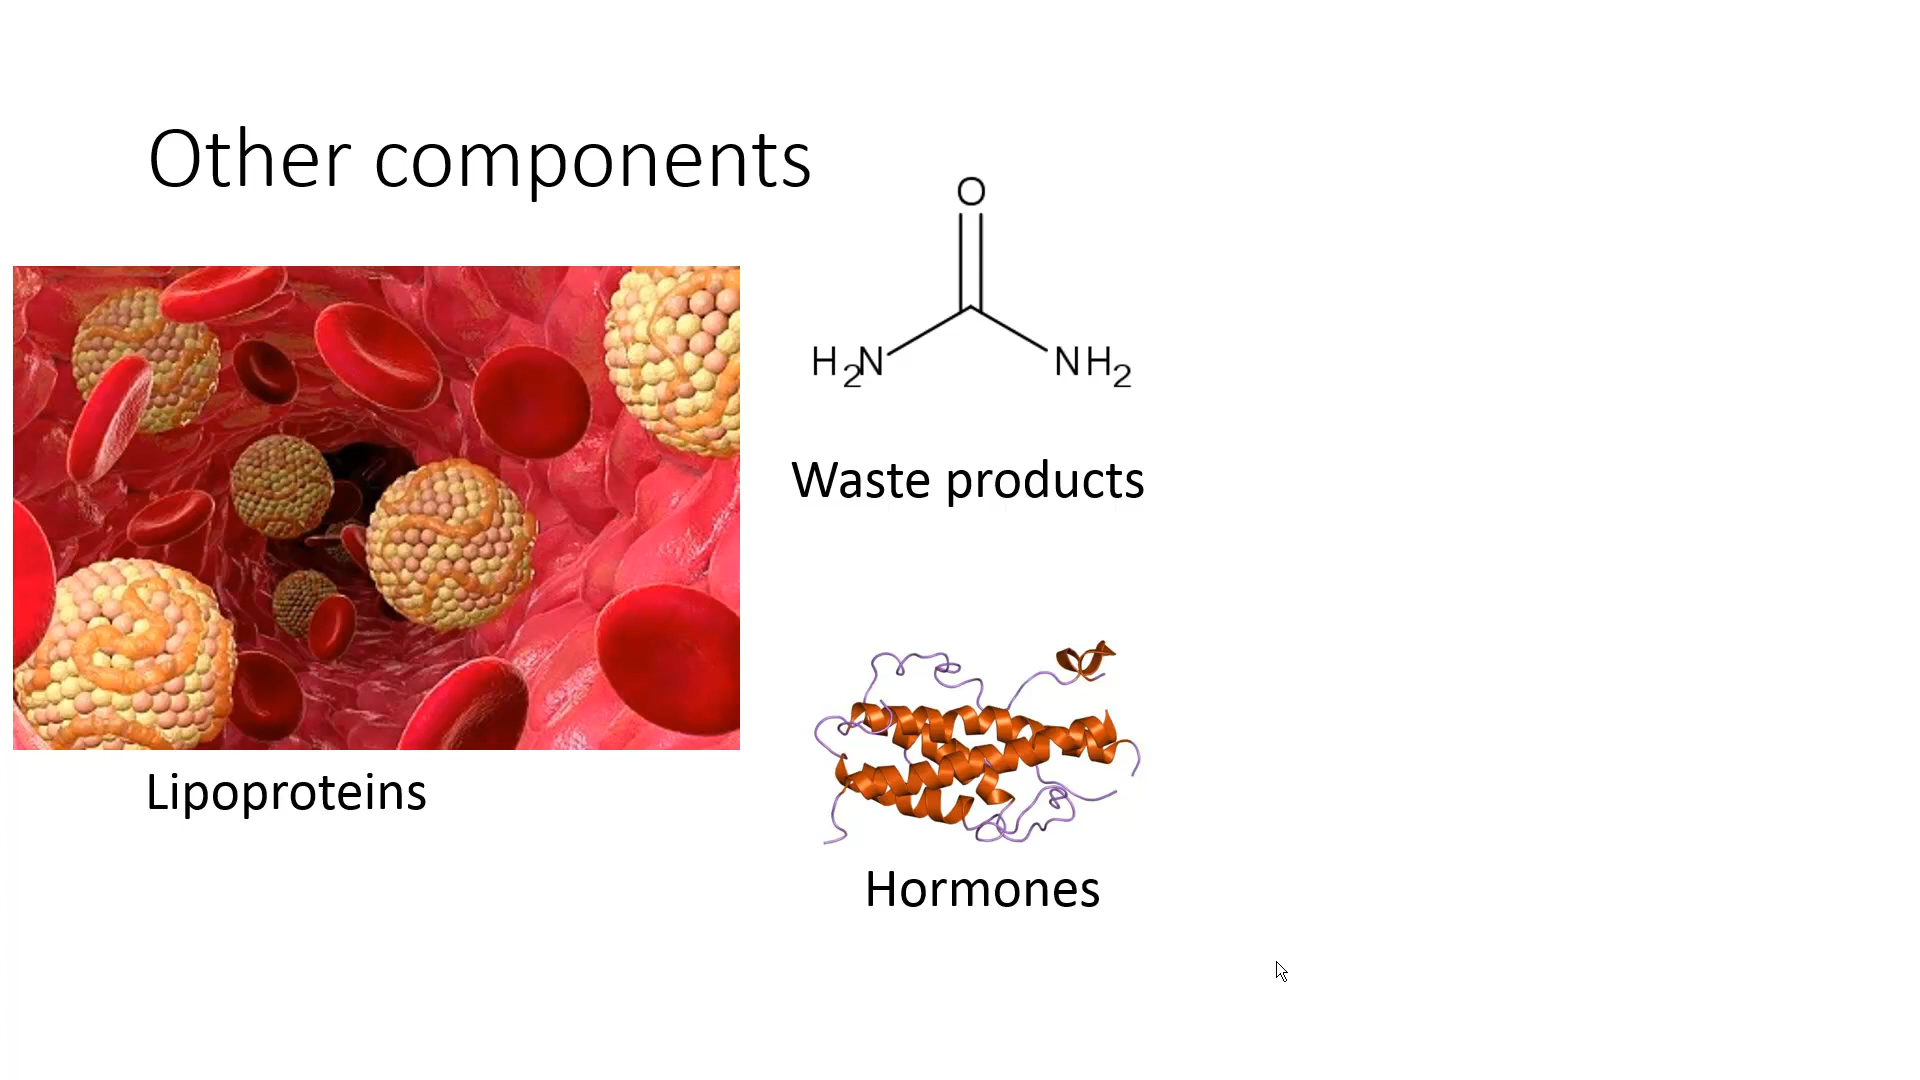 Other components
O
H2N
NH2
Waste products
Lipoproteins
Hormones